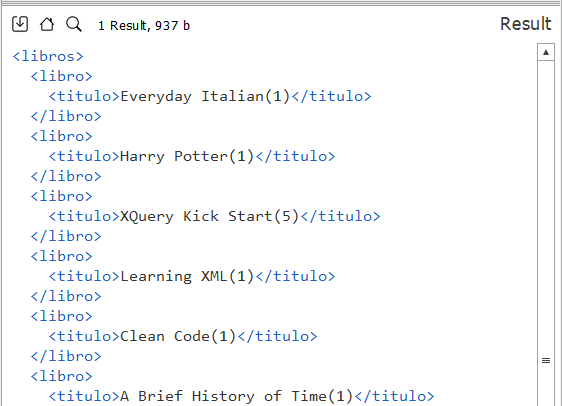 1 Result, 937 b Result
<libros>
<libro>
<titulo>Everyday Italian(1)</titulo>
</libro>
<libro>
<titulo>Harry Potter(1)</titulo>
</libro>
<libro>
<titulo>XQuery Kick Start(5)</titulo>
</libro>
<libro>
<titulo>Learning XML(1)</titulo>
</libro>
<libro>
<titulo>Clean Code(1)</titulo>
</libro>
<libro>
<titulo>A Brief History of Time(1)</titulo>